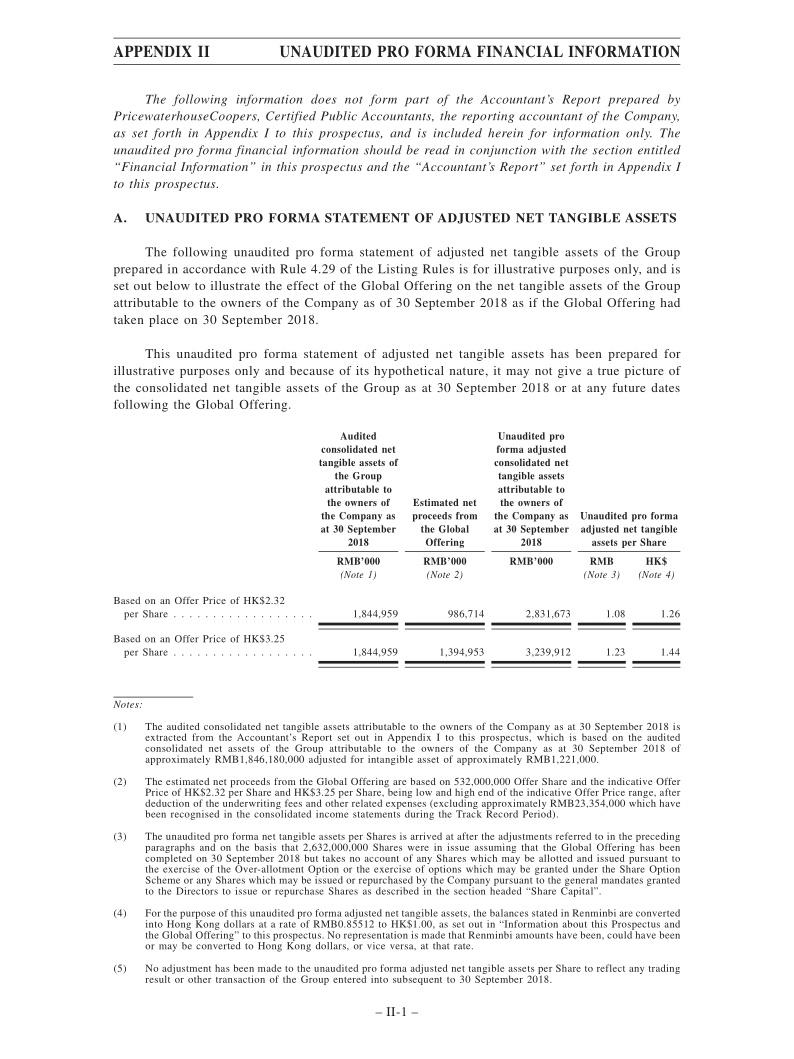 APPENDIX II UNAUDITED PRO FORMA FINANCIAL INFORMATION
The following information does not form part of the Accountant's Report prepared by
PricewaterhouseCoopers, Certified Public Accountants, the reporting accountant of the Company,
as set forth in Appendix I to this prospectus, and is included herein for information only. The
unaudited pro forma financial information should be read in conjunction with the section entitled
“Financial Information” in this prospectus and the “Accountant's Report” set forth in Appendix I
to this prospectus.
A. UNAUDITED PRO FORMA STATEMENT OF ADJUSTED NET TANGIBLE ASSETS
The following unaudited pro forma statement of adjusted net tangible assets of the Group
prepared in accordance with Rule 4.29 of the Listing Rules is for illustrative purposes only, and is
set out below to illustrate the effect of the Global Offering on the net tangible assets of the Group
attributable to the owners of the Company as of 30 September 2018 as if the Global Offering had
taken place on 30 September 2018.
This unaudited pro forma statement of adjusted net tangible assets has been prepared for
illustrative purposes only and because of its hypothetical nature, it may not give a true picture of
the consolidated net tangible assets of the Group as at 30 September 2018 or at any future dates
following the Global Offering.
Audited
consolidated net
tangible assets of
the Group
attributable to
the owners of
the Company as
at 30 September
2018
Estimated net
proceeds from
the Global
Offering
Unaudited pro
forma adjusted
consolidated net
tangible assets
attributable to
the owners of
the Company as
at 30 September
2018
Unaudited pro forma
adjusted net tangible
assets per Share
RMB'000 RMB'000 RMB'000 RMB HK$
(Note 1) (Note 2) (Note 3) (Note 4)
Based on an Offer Price of HK$2.32
per Share . . . . . . . . . . . . . . . . . . 1,844,959 986,714 2,831,673 1.08 1.26
Based on an Offer Price of HK$3.25
per Share . . . . . . . . . . . . . . . . . . 1,844,959 1,394,953 3,239,912 1.23 1.44
Notes:
(1) The audited consolidated net tangible assets attributable to the owners of the Company as at 30 September 2018 is
extracted from the Accountant's Report set out in Appendix I to this prospectus, which is based on the audited
consolidated net assets of the Group attributable to the owners of the Company as at 30 September 2018 of
approximately RMB1,846,180,000 adjusted for intangible asset of approximately RMB1,221,000.
(2) The estimated net proceeds from the Global Offering are based on 532,000,000 Offer Share and the indicative Offer
Price of HK$2.32 per Share and HK$3.25 per Share, being low and high end of the indicative Offer Price range, after
deduction of the underwriting fees and other related expenses (excluding approximately RMB23,354,000 which have
been recognised in the consolidated income statements during the Track Record Period).
(3) The unaudited pro forma net tangible assets per Shares is arrived at after the adjustments referred to in the preceding
paragraphs and on the basis that 2,632,000,000 Shares were in issue assuming that the Global Offering has been
completed on 30 September 2018 but takes no account of any Shares which may be allotted and issued pursuant to
the exercise of the Over-allotment Option or the exercise of options which may be granted under the Share Option
Scheme or any Shares which may be issued or repurchased by the Company pursuant to the general mandates granted
to the Directors to issue or repurchase Shares as described in the section headed “Share Capital”.
(4) For the purpose of this unaudited pro forma adjusted net tangible assets, the balances stated in Renminbi are converted
into Hong Kong dollars at a rate of RMB0.85512 to HK$1.00, as set out in “Information about this Prospectus and
the Global Offering” to this prospectus. No representation is made that Renminbi amounts have been, could have been
or may be converted to Hong Kong dollars, or vice versa, at that rate.
(5) No adjustment has been made to the unaudited pro forma adjusted net tangible assets per Share to reflect any trading
result or other transaction of the Group entered into subsequent to 30 September 2018.
– II-1 –